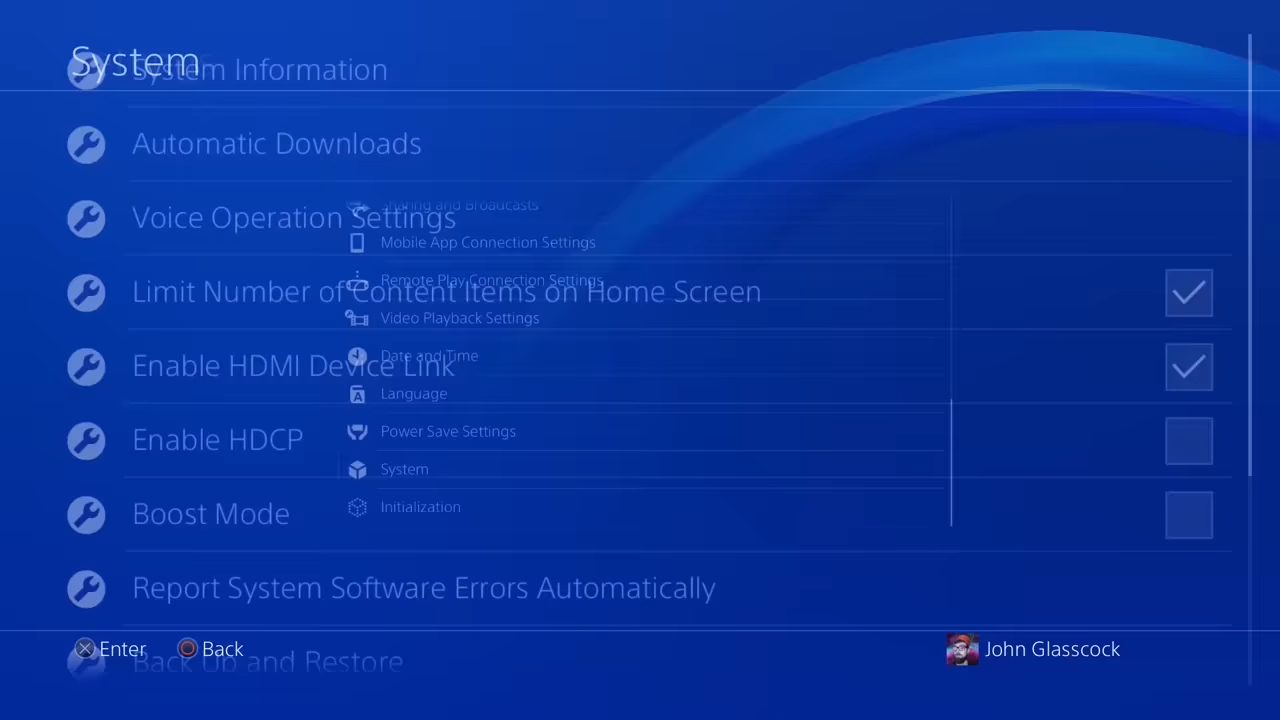 System
System Information
Automatic Downloads
Voice Operation Settings
Limit Number of Content Items on Home Screen
Enable HDMI Device Link
Enable HDCP
Boost Mode
Report System Software Errors Automatically
Back Up and Restore
Sharing and Broadcasts
Mobile App Connection Settings
Remote Play Connection Settings
Video Playback Settings
Date and Time
Language
Power Save Settings
System
Initialization
Enter
Back
John Glasscock